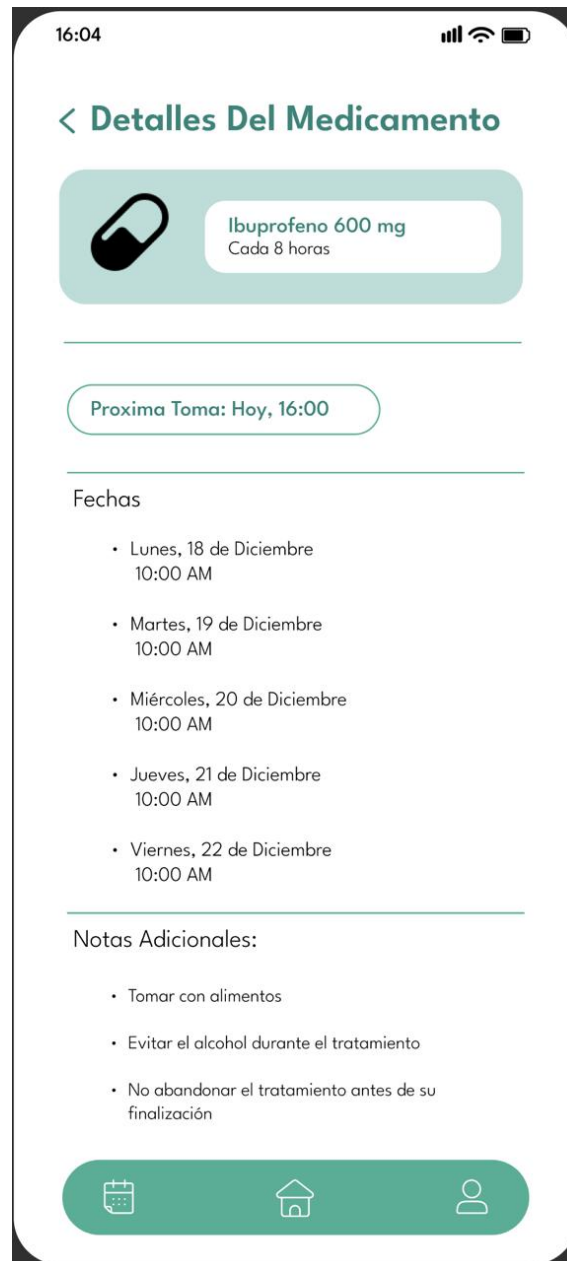 16:04
< Detalles Del Medicamento
Ibuprofeno 600 mg
Cada 8 horas
Proxima Toma: Hoy, 16:00
Fechas
• Lunes, 18 de Diciembre
10:00 AM
• Martes, 19 de Diciembre
10:00 AM
• Miércoles, 20 de Diciembre
10:00 AM
• Jueves, 21 de Diciembre
10:00 AM
• Viernes, 22 de Diciembre
10:00 AM
Notas Adicionales:
• Tomar con alimentos
• Evitar el alcohol durante el tratamiento
• No abandonar el tratamiento antes de su
finalización